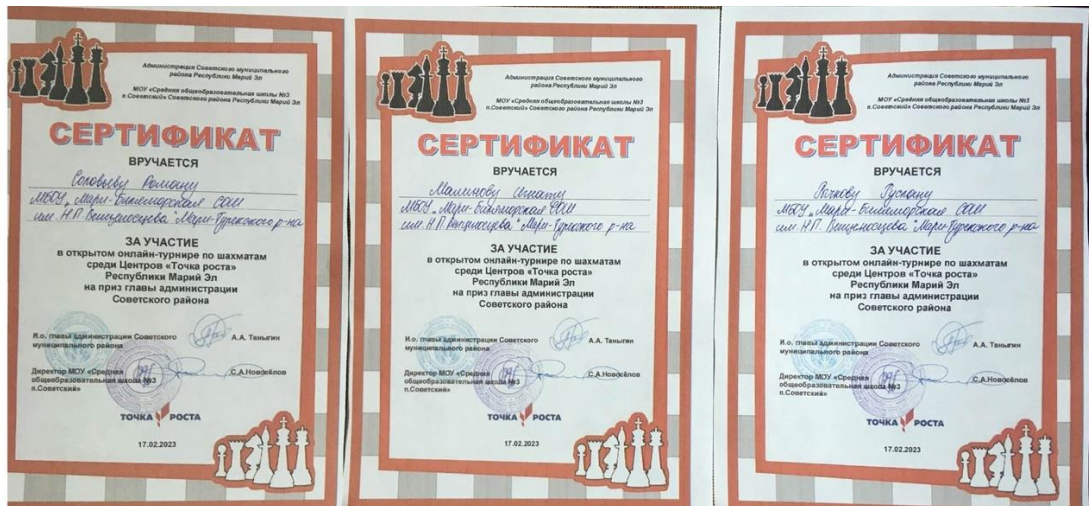 Администрация Советского муниципального
района Республики Марий Эл
МОУ «Средняя общеобразовательная школы №3
п.Советский» Советского района Республики Марий Эл
СЕРТИФИКАТ
ВРУЧАЕТСЯ
Соловьеву Роману
МБОУ „Мари-Биляморская СОШ
им. Н.П. Венценосцева" Мари-Турекского р-на
ЗА УЧАСТИЕ
в открытом онлайн-турнире по шахматам
среди Центров «Точка роста»
Республики Марий Эл
на приз главы администрации
Советского района
И.о. главы администрации Советского
муниципального района
А.А. Таныгин
Директор МОУ «Средняя
общеобразовательная школа №3
п.Советский»
С.А.Новосёлов
ТОЧКА РОСТА
17.02.2023
Администрация Советского муниципального
района Республики Марий Эл
МОУ «Средняя общеобразовательная школы №3
п.Советский» Советского района Республики Марий Эл
СЕРТИФИКАТ
ВРУЧАЕТСЯ
Малинову
МБОУ „Мари-Биляморская СОШ
им. Н.П. Венценосцева" Мари-Турекского р-на
ЗА УЧАСТИЕ
в открытом онлайн-турнире по шахматам
среди Центров «Точка роста»
Республики Марий Эл
на приз главы администрации
Советского района
И.о. главы администрации Советского
муниципального района
А.А. Таныгин
Директор МОУ «Средняя
общеобразовательная школа №3
п.Советский»
С.А.Новосёлов
ТОЧКА РОСТА
17.02.2023
Администрация Советского муниципального
района Республики Марий Эл
МОУ «Средняя общеобразовательная школы №3
п.Советский» Советского района Республики Марий Эл
СЕРТИФИКАТ
ВРУЧАЕТСЯ
Руслану
МБОУ „Мари-Биляморская СОШ
им. Н.П. Венценосцева" Мари-Турекского р-на
ЗА УЧАСТИЕ
в открытом онлайн-турнире по шахматам
среди Центров «Точка роста»
Республики Марий Эл
на приз главы администрации
Советского района
И.о. главы администрации Советского
муниципального района
А.А. Таныгин
Директор МОУ «Средняя
общеобразовательная школа №3
п.Советский»
С.А.Новосёлов
ТОЧКА РОСТА
17.02.2023